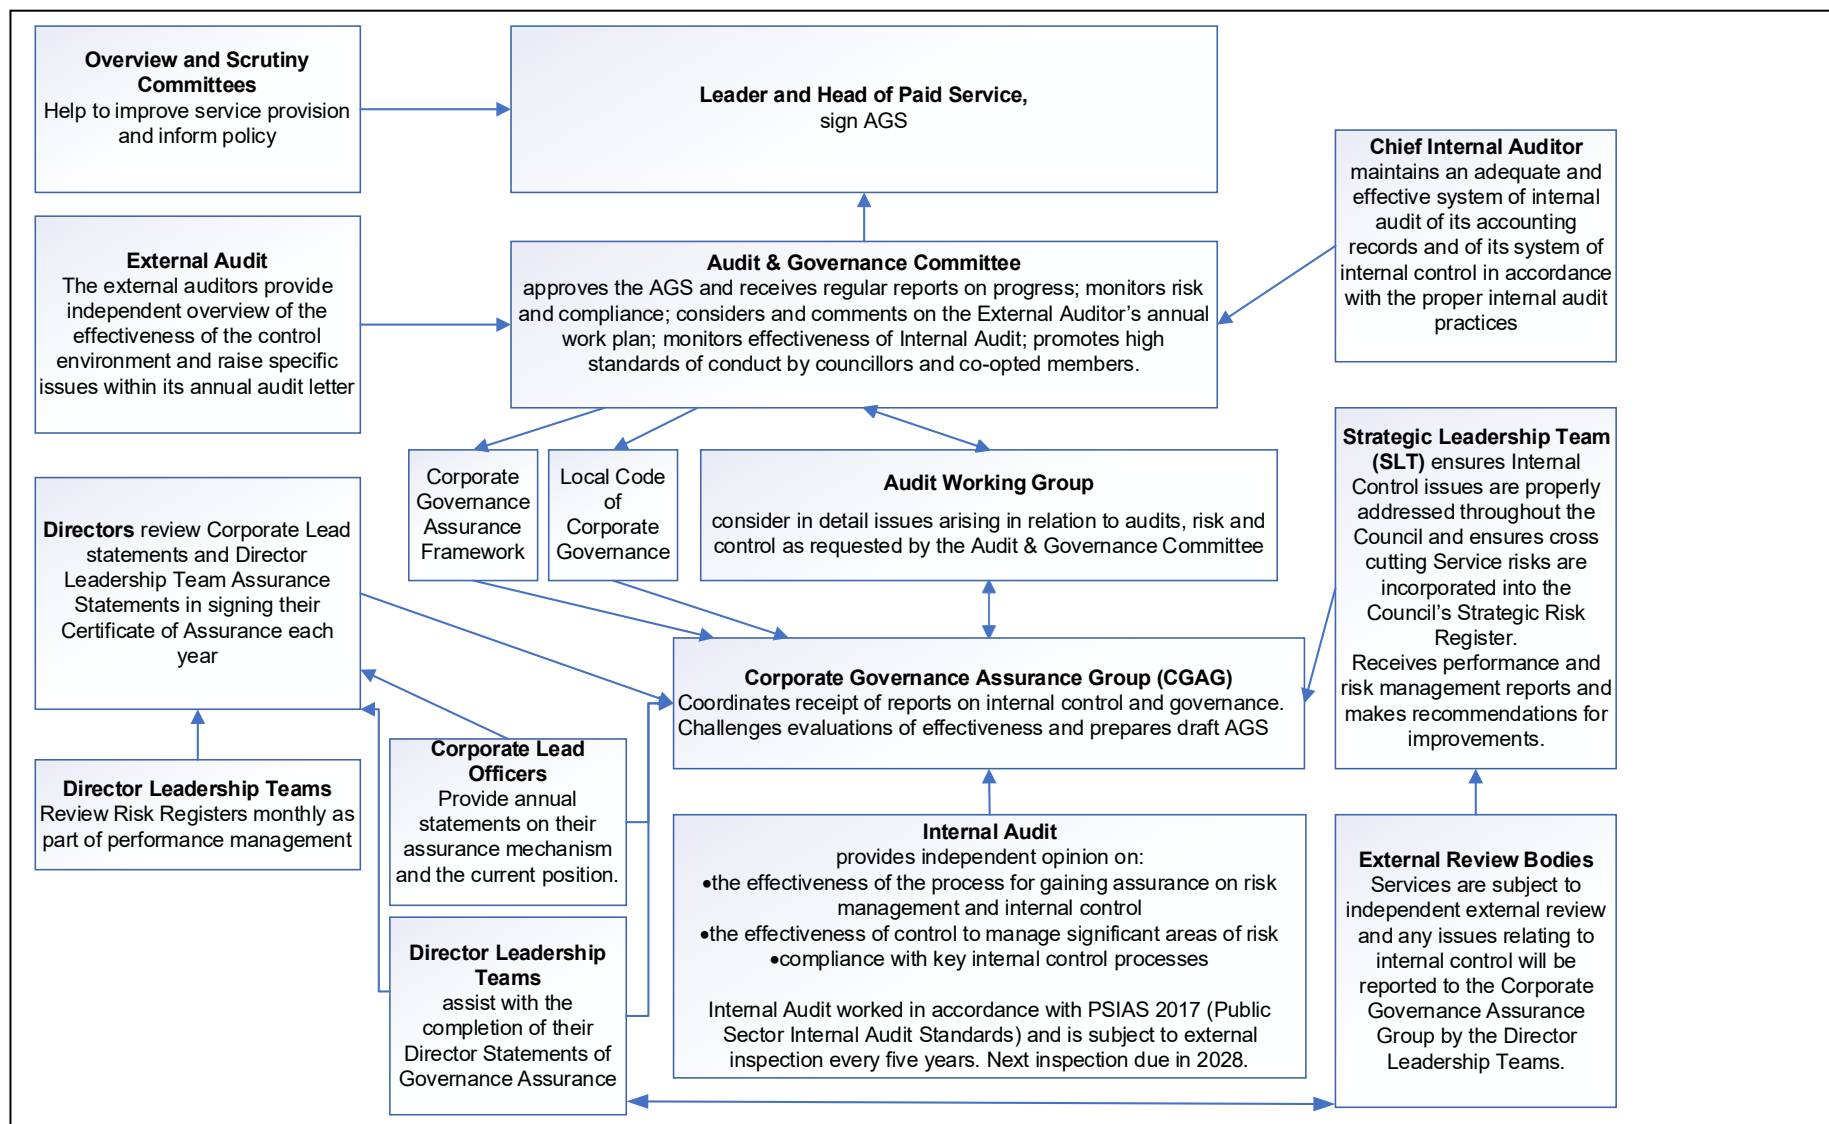 Overview and Scrutiny
Committees
Help to improve service provision
and inform policy
Leader and Head of Paid Service,
sign AGS
Chief Internal Auditor
maintains an adequate and
effective system of internal
audit of its accounting
records and of its system of
internal control in accordance
with the proper internal audit
practices
External Audit
The external auditors provide
independent overview of the
effectiveness of the control
environment and raise specific
issues within its annual audit letter
Audit & Governance Committee
approves the AGS and receives regular reports on progress; monitors risk
and compliance; considers and comments on the External Auditor’s annual
work plan; monitors effectiveness of Internal Audit; promotes high
standards of conduct by councillors and co-opted members.
Corporate
Governance
Assurance
Framework
Local Code
of
Corporate
Governance
Audit Working Group
consider in detail issues arising in relation to audits, risk and
control as requested by the Audit & Governance Committee
Strategic Leadership Team
(SLT) ensures Internal
Control issues are properly
addressed throughout the
Council and ensures cross
cutting Service risks are
incorporated into the
Council’s Strategic Risk
Register.
Receives performance and
risk management reports and
makes recommendations for
improvements.
Directors review Corporate Lead
statements and Director
Leadership Team Assurance
Statements in signing their
Certificate of Assurance each
year
Corporate Governance Assurance Group (CGAG)
Coordinates receipt of reports on internal control and governance.
Challenges evaluations of effectiveness and prepares draft AGS
Director Leadership Teams
Review Risk Registers monthly as
part of performance management
Corporate Lead
Officers
Provide annual
statements on their
assurance mechanism
and the current position.
Director Leadership
Teams
assist with the
completion of their
Director Statements of
Governance Assurance
Internal Audit
provides independent opinion on:
•the effectiveness of the process for gaining assurance on risk
management and internal control
•the effectiveness of control to manage significant areas of risk
•compliance with key internal control processes
Internal Audit worked in accordance with PSIAS 2017 (Public
Sector Internal Audit Standards) and is subject to external
inspection every five years. Next inspection due in 2028.
External Review Bodies
Services are subject to
independent external review
and any issues relating to
internal control will be
reported to the Corporate
Governance Assurance
Group by the Director
Leadership Teams.